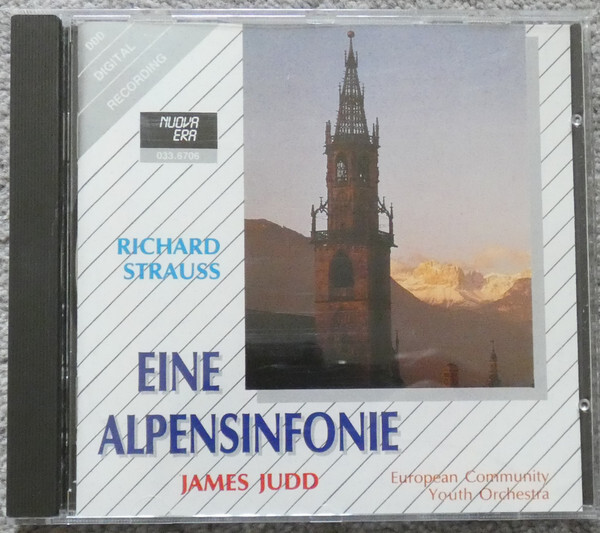 DDD
DIGITAL
RECORDING
NUOVA
ERA
033.6706
RICHARD
STRAUSS
EINE
ALPENSINFONIE
JAMES JUDD
European Community
Youth Orchestra